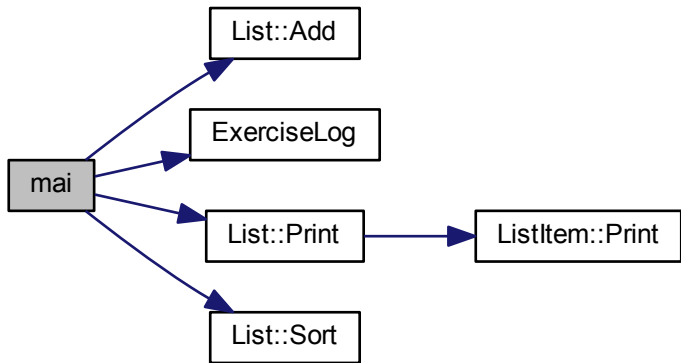 List::Add
ExerciseLog
mai
List::Print
ListItem::Print
List::Sort